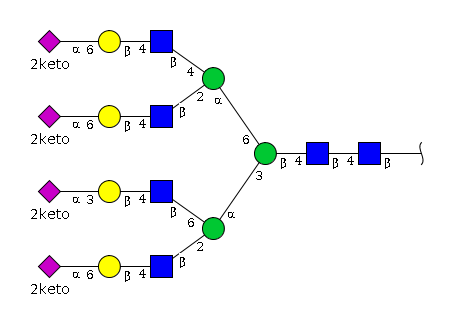 α 6 β 4
2keto
β 4
2 α
α 6 β 4 β
2keto
6
β 4 β 4 β
3
α 3 β 4
2keto
β 6 α
2
α 6 β 4 β
2keto